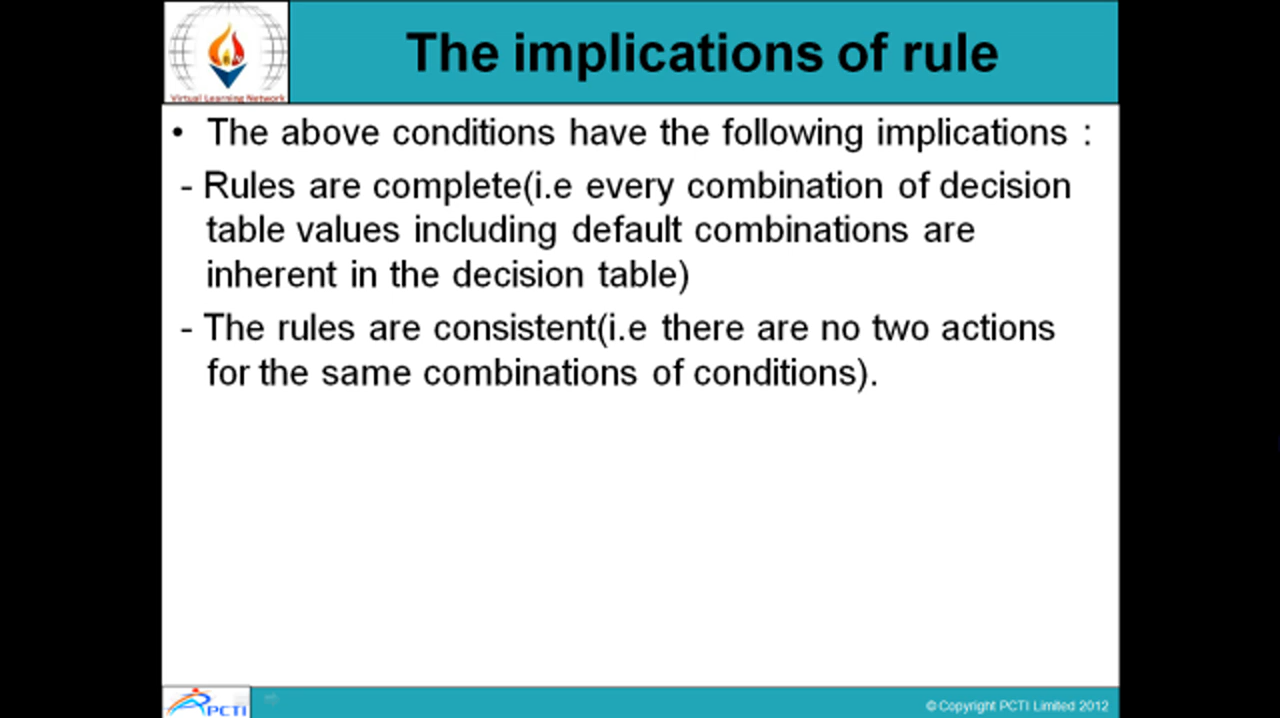 The implications of rule
Virtual Learning Network
• The above conditions have the following implications :
- Rules are complete(i.e every combination of decision
table values including default combinations are
inherent in the decision table)
- The rules are consistent(i.e there are no two actions
for the same combinations of conditions).
PCTI
© Copyright PCTI Limited 2012